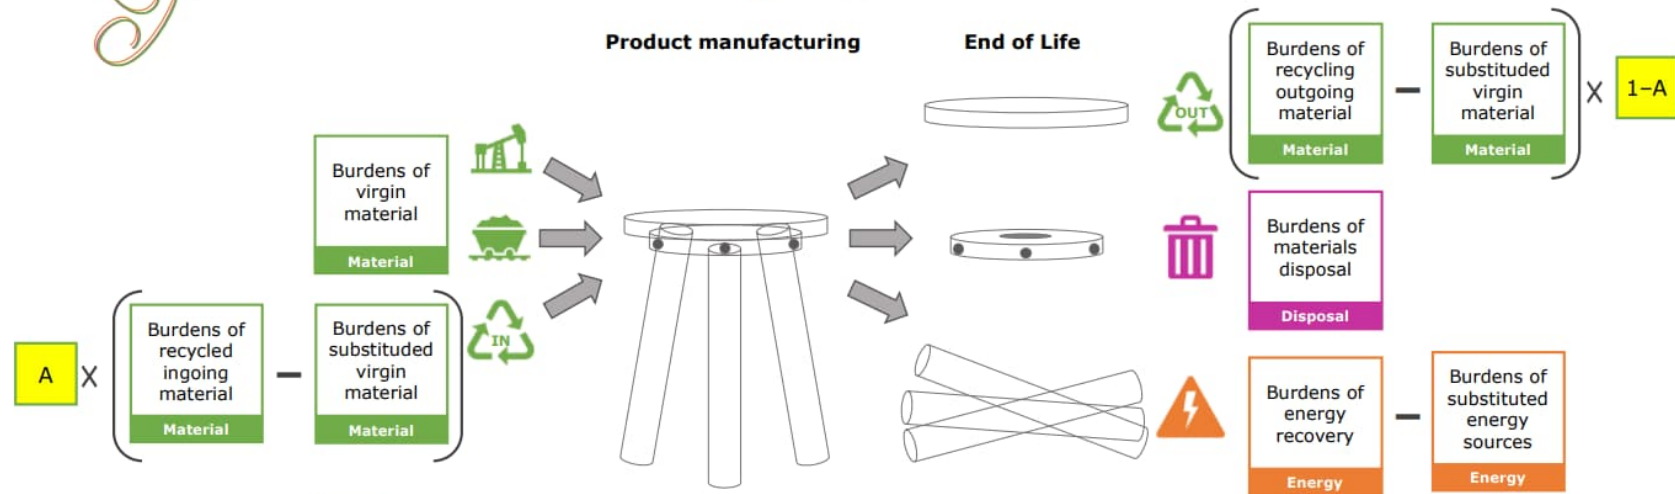 Product manufacturing
End of Life
Burdens of
virgin
material
Material
A
X
Burdens of
recycled
ingoing
material
Material
–
Burdens of
substituded
virgin
material
Material
IN
OUT
Burdens of
recycling
outgoing
material
Material
–
Burdens of
substituded
virgin
material
Material
X
1–A
Burdens of
materials
disposal
Disposal
Burdens of
energy
recovery
Energy
–
Burdens of
substituted
energy
sources
Energy